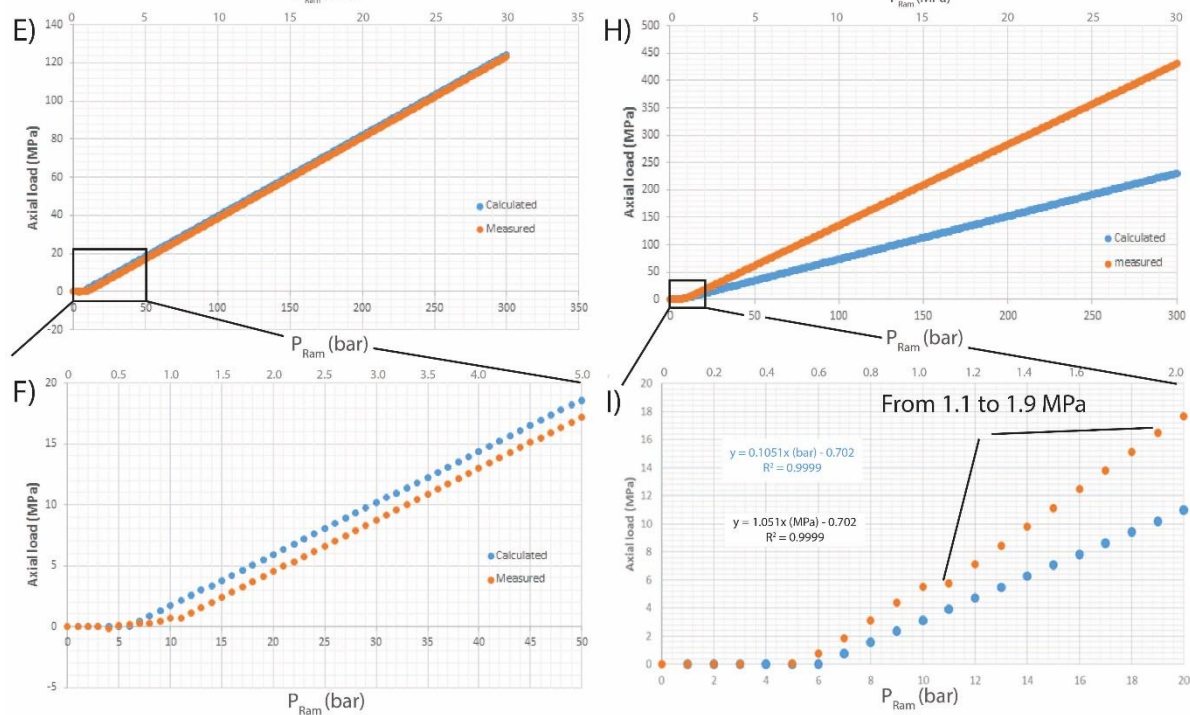 P Ram (MPa)
E)
0 5 10 15 20 25 30 35
140
120
100
80
60
40
20
0
-20
Axial load (MPa)
Calculated
Measured
0 50 100 150 200 250 300 350
P Ram (bar)
H)
0 5 10 15 20 25 30
500
450
400
350
300
250
200
150
100
50
0
Axial load (MPa)
Calculated
measured
0 50 100 150 200 250 300
P Ram (bar)
F)
0 0.5 1.0 1.5 2.0 2.5 3.0 3.5 4.0 4.5 5.0
20
15
10
5
0
-5
Axial load (MPa)
Calculated
Measured
0 5 10 15 20 25 30 35 40 45 50
P Ram (bar)
I)
0 0.2 0.4 0.6 0.8 1.0 1.2 1.4 1.6 2.0
From 1.1 to 1.9 MPa
20
18
16
14
12
10
8
6
4
2
0
Axial load (MPa)
y = 0.1051x (bar) - 0.702
R² = 0.9999
y = 1.051x (MPa) - 0.702
R² = 0.9999
0 2 4 6 8 10 12 14 16 18 20
P Ram (bar)